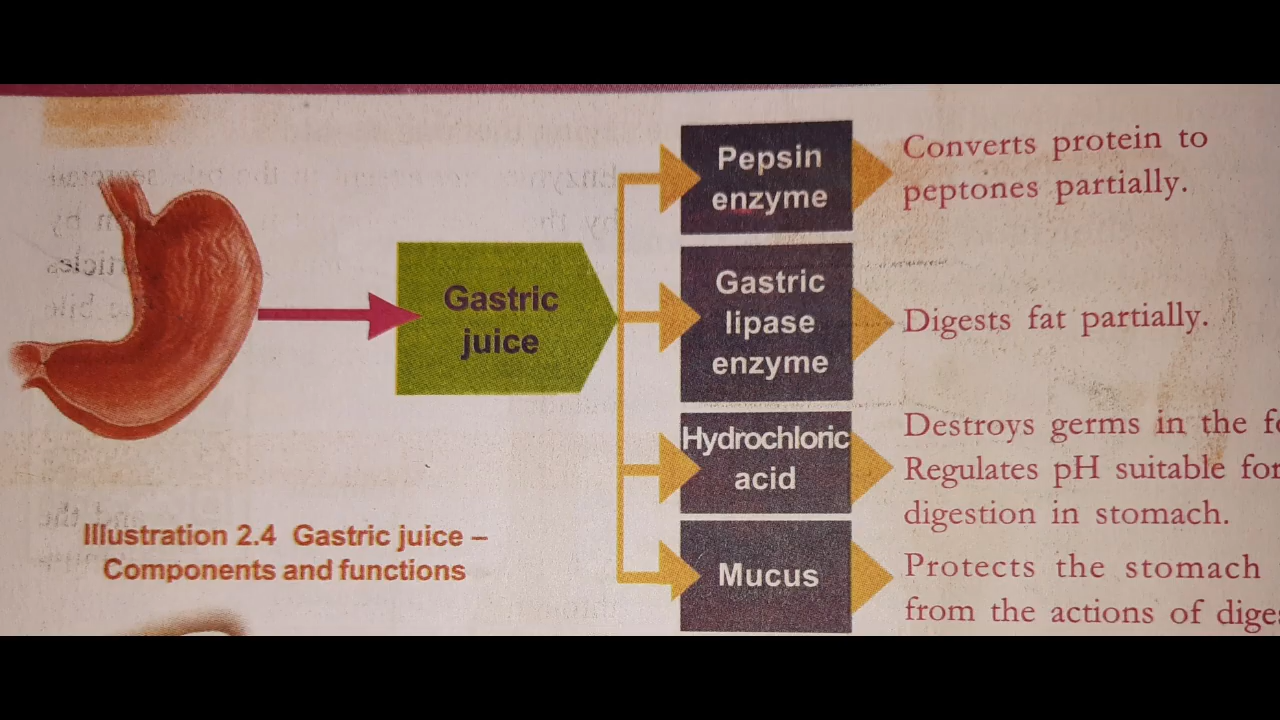 Pepsin
enzyme
Converts protein to
peptones partially.
Gastric
juice
Gastric
lipase
enzyme
Digests fat partially.
Hydrochloric
acid
Destroys germs in the
Regulates pH suitable for
digestion in stomach.
Mucus
Protects the stomach
from the actions of
Illustration 2.4 Gastric juice –
Components and functions